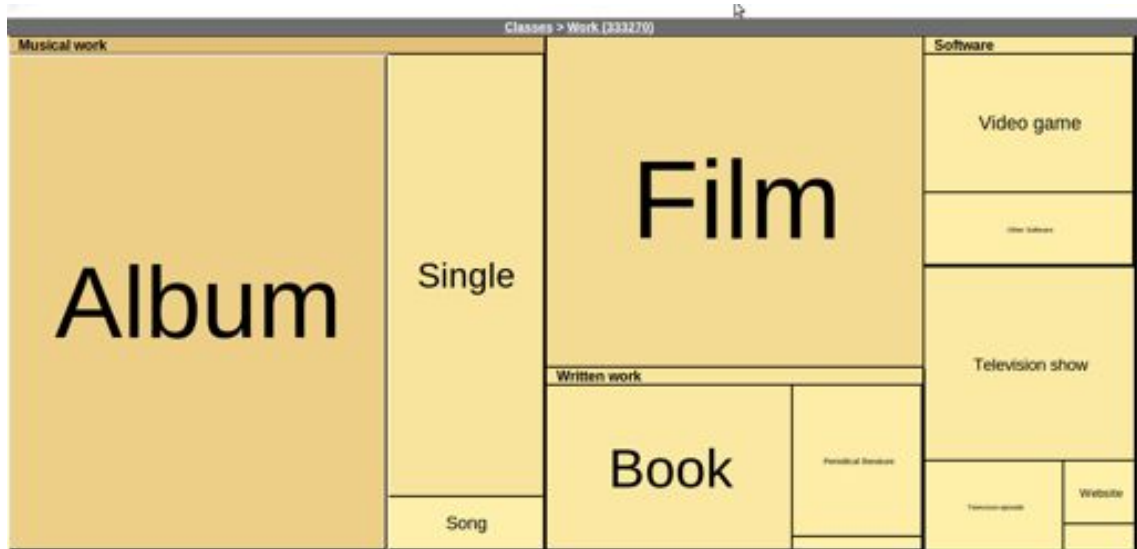 Classes > Work (333270)
Musical work
Album
Single
Song
Film
Written work
Book
Periodical literature
Software
Video game
Other Software
Television show
Television episode
Website